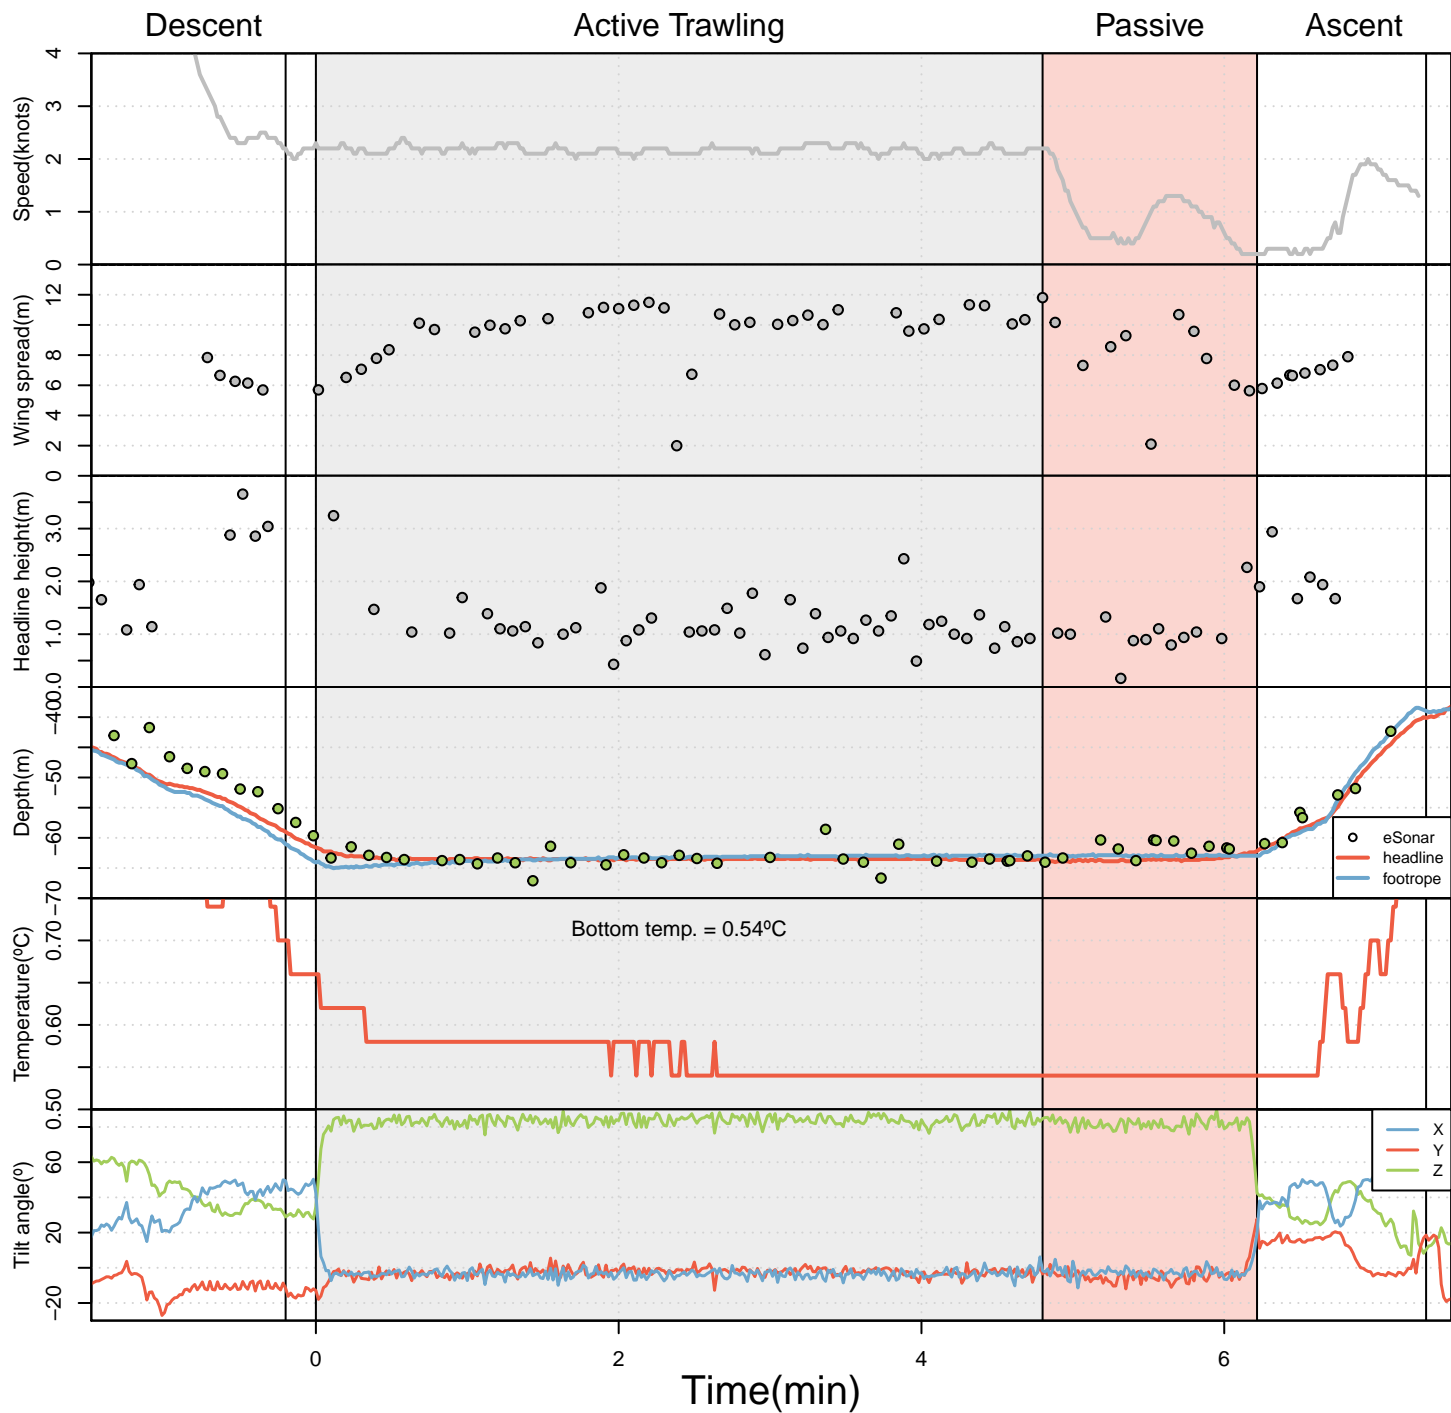 Descent Active Trawling Passive Ascent
Speed(knots)
0 1 2 3 4
Wing spread(m)
0 2 4 6 8 12
Headline height(m)
0.0 1.0 2.0 3.0
Depth(m)
−70 −60 −50 −40
eSonar
headline
footrope
Temperature(ºC)
0.50 0.60 0.70
Bottom temp. = 0.54ºC
Tilt angle(º)
−20 20 60
X
Y
Z
0 2 4 6
Time(min)